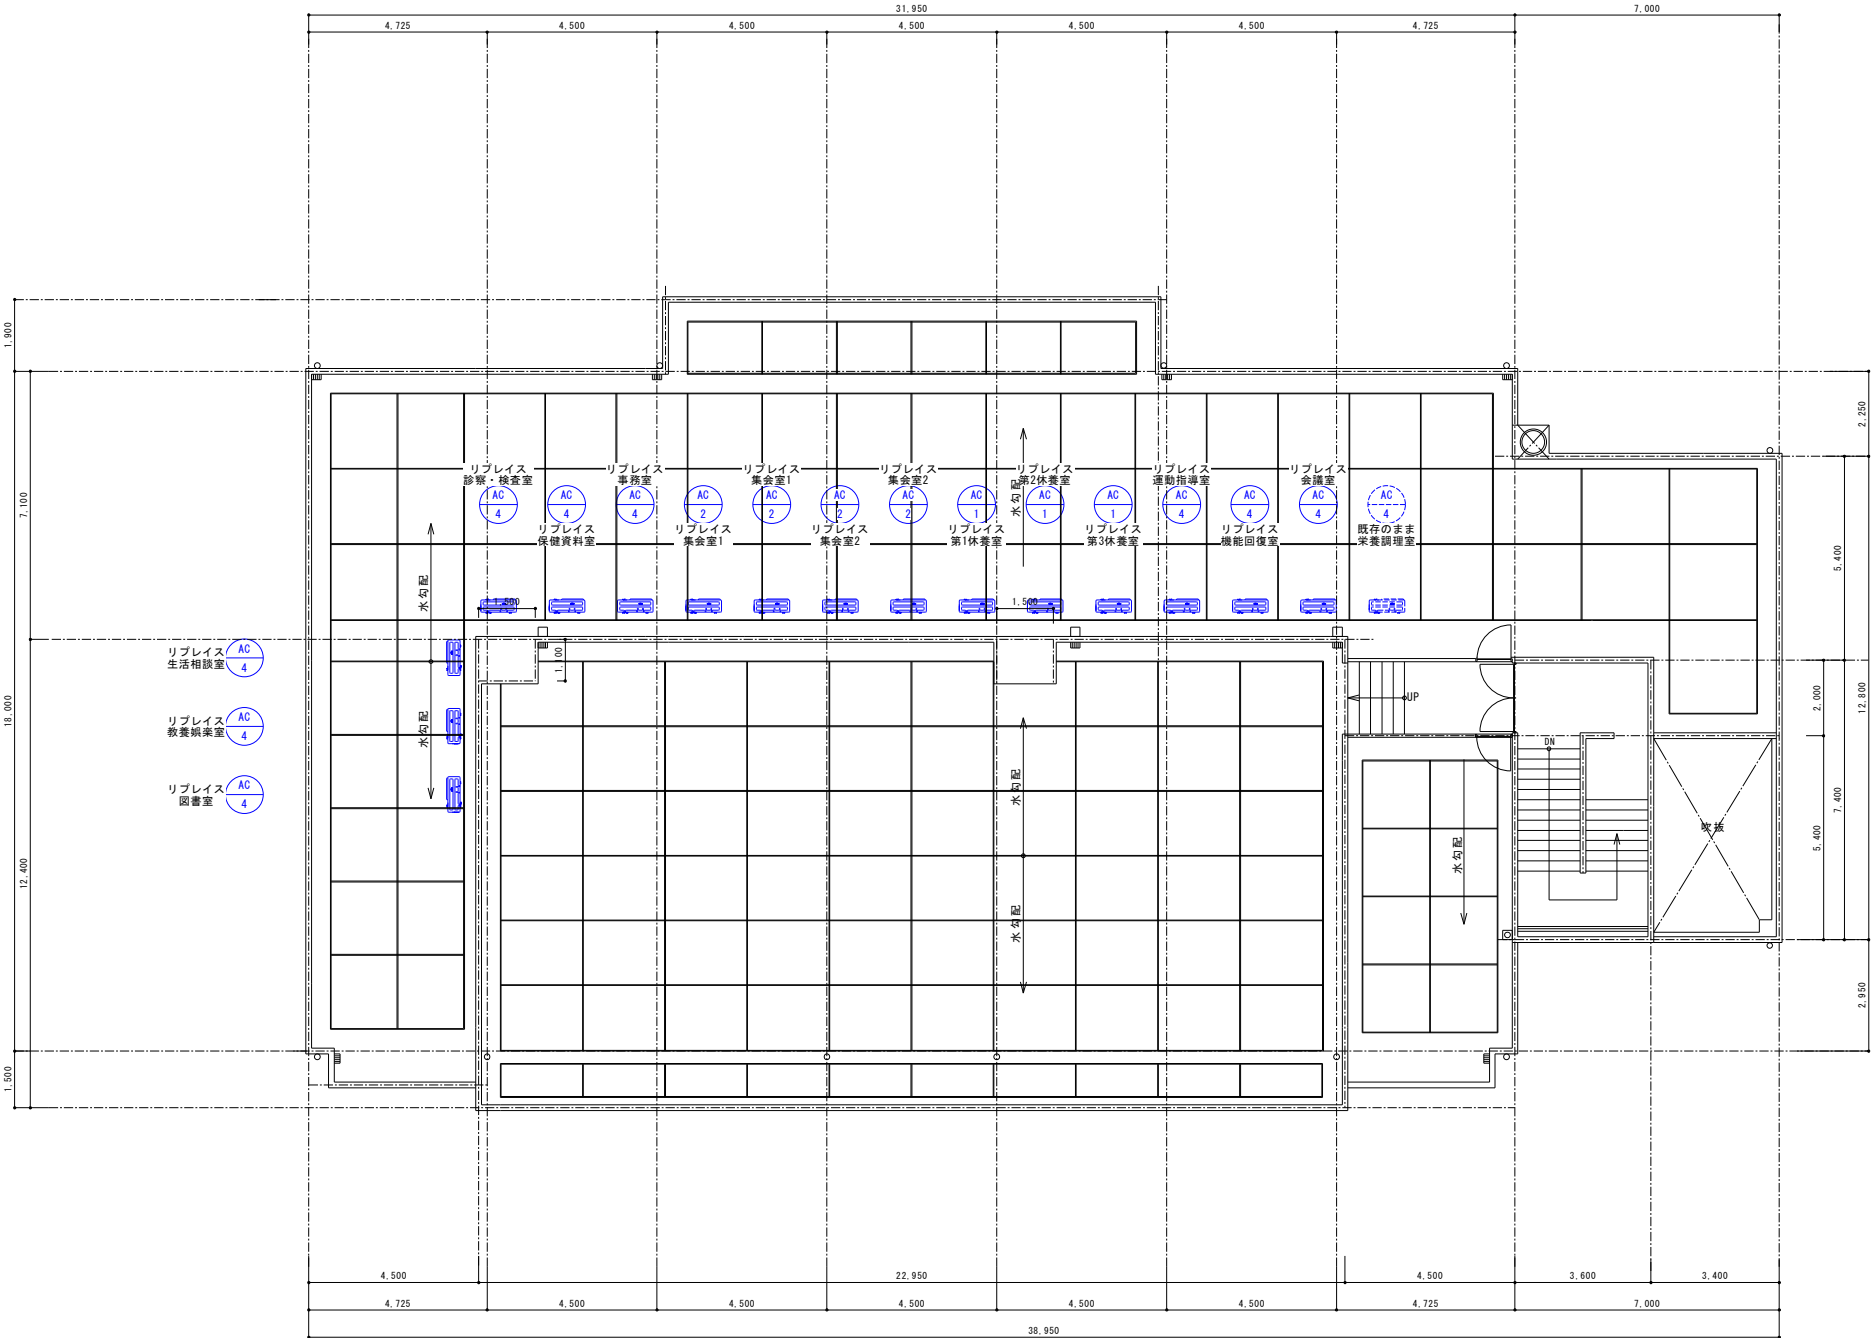 31,950
7,000
4,725
4,500
4,500
4,500
4,500
4,500
4,725
1,900
7,100
18,000
12,400
1,500
2,250
5,400
12,800
2,000
7,400
5,400
2,950
リプレイス
診察・検査室
AC
4
AC
4
リプレイス
保健資料室
リプレイス
事務室
AC
4
AC
2
リプレイス
集会室1
リプレイス
集会室1
AC
2
AC
2
リプレイス
集会室2
リプレイス
集会室2
AC
2
AC
1
リプレイス
第1休養室
リプレイス
第2休養室
AC
1
AC
1
リプレイス
第3休養室
リプレイス
運動指導室
AC
4
AC
4
リプレイス
機能回復室
リプレイス
会議室
AC
4
AC
4
既存のまま
栄養調理室
水勾配
水勾配
1,500
1,500
1,100
リプレイス
生活相談室
AC
4
リプレイス
教養娯楽室
AC
4
リプレイス
図書室
AC
4
水勾配
水勾配
水勾配
水勾配
UP
DN
吹抜
4,500
22,950
4,500
3,600
3,400
4,725
4,500
4,500
4,500
4,500
4,500
4,725
7,000
38,950